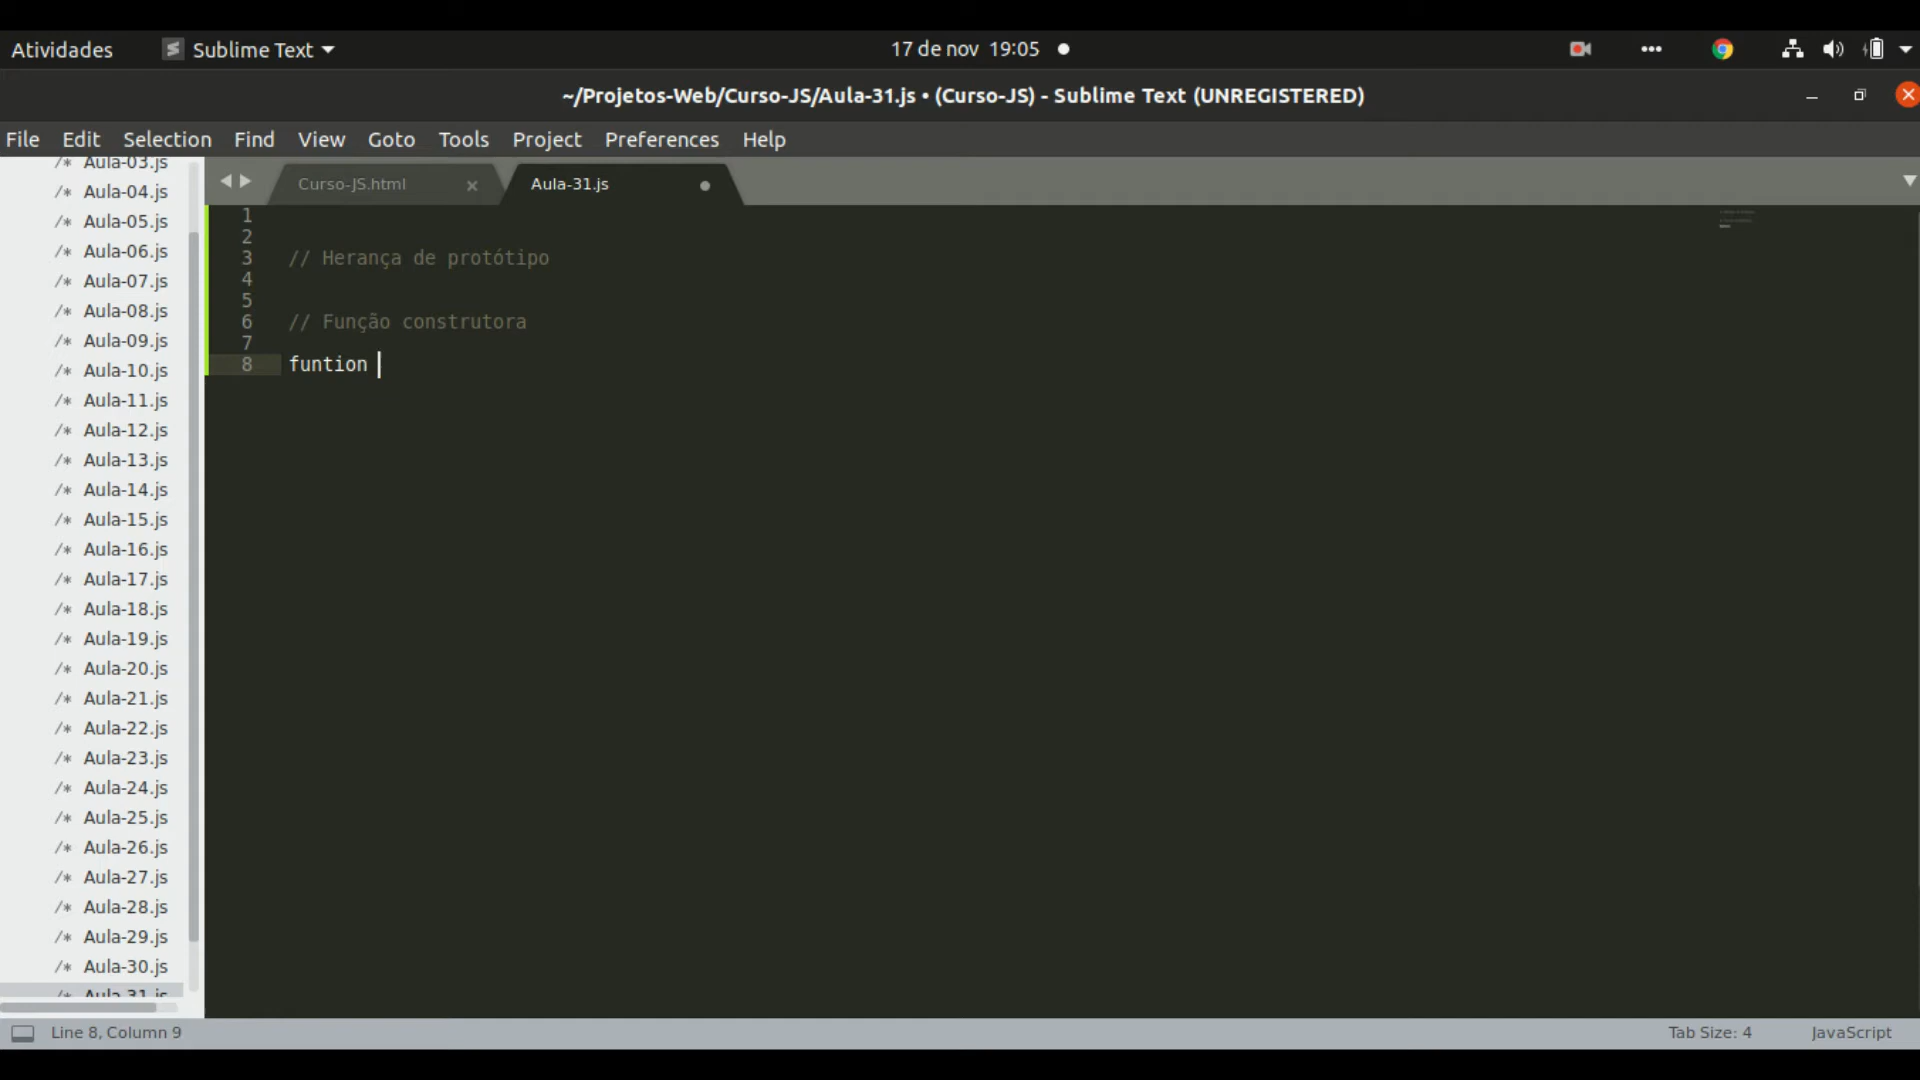 Atividades
Sublime Text
17 de nov 19:05
~/Projetos-Web/Curso-JS/Aula-31.js • (Curso-JS) - Sublime Text (UNREGISTERED)
File Edit Selection Find View Goto Tools Project Preferences Help
/* Aula-03.js
/* Aula-04.js
/* Aula-05.js
/* Aula-06.js
/* Aula-07.js
/* Aula-08.js
/* Aula-09.js
/* Aula-10.js
/* Aula-11.js
/* Aula-12.js
/* Aula-13.js
/* Aula-14.js
/* Aula-15.js
/* Aula-16.js
/* Aula-17.js
/* Aula-18.js
/* Aula-19.js
/* Aula-20.js
/* Aula-21.js
/* Aula-22.js
/* Aula-23.js
/* Aula-24.js
/* Aula-25.js
/* Aula-26.js
/* Aula-27.js
/* Aula-28.js
/* Aula-29.js
/* Aula-30.js
/* Aula-31.js
Curso-JS.html
Aula-31.js
1
2
3 // Herança de protótipo
4
5
6 // Função construtora
7
8 funtion
Line 8, Column 9
Tab Size: 4
JavaScript